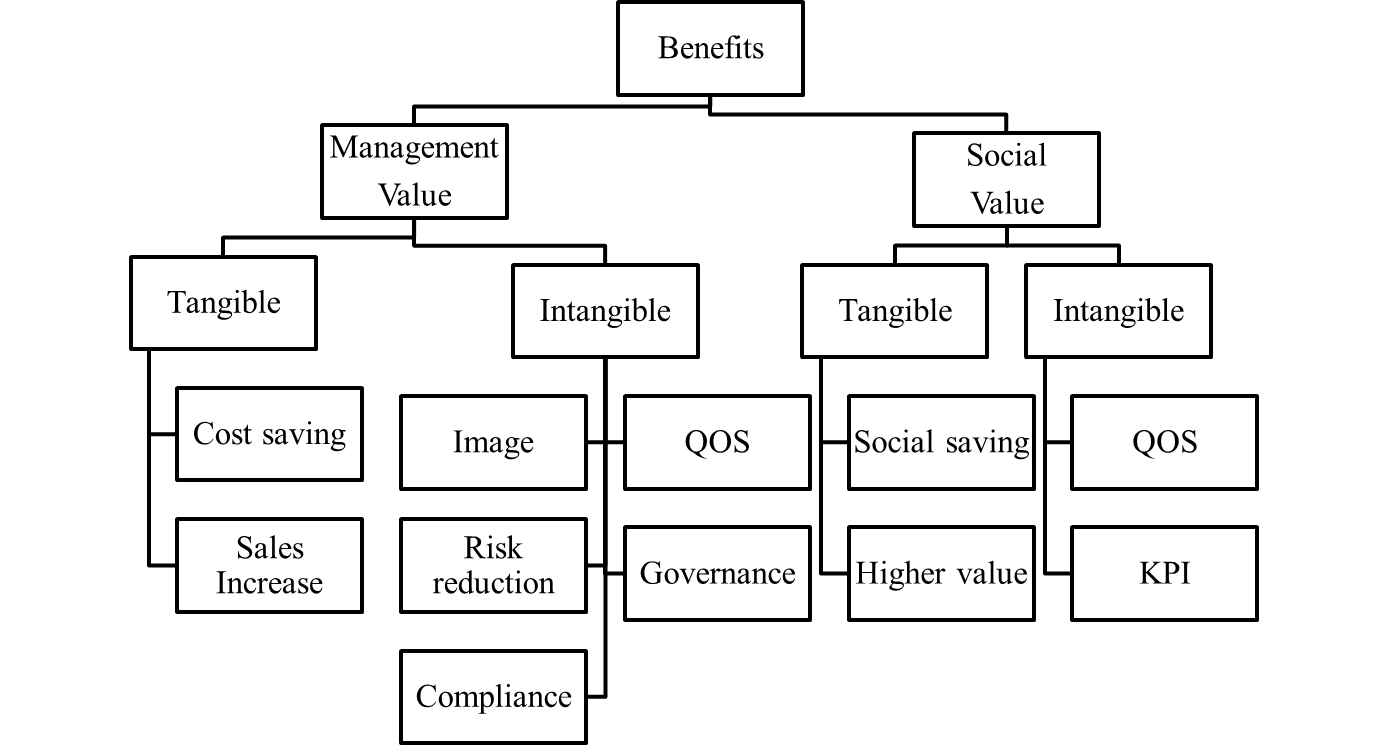 Benefits
Management
Value
Social
Value
Tangible
Intangible
Tangible
Intangible
Cost saving
Image
QOS
Social saving
QOS
Sales
Increase
Risk
reduction
Governance
Higher value
KPI
Compliance